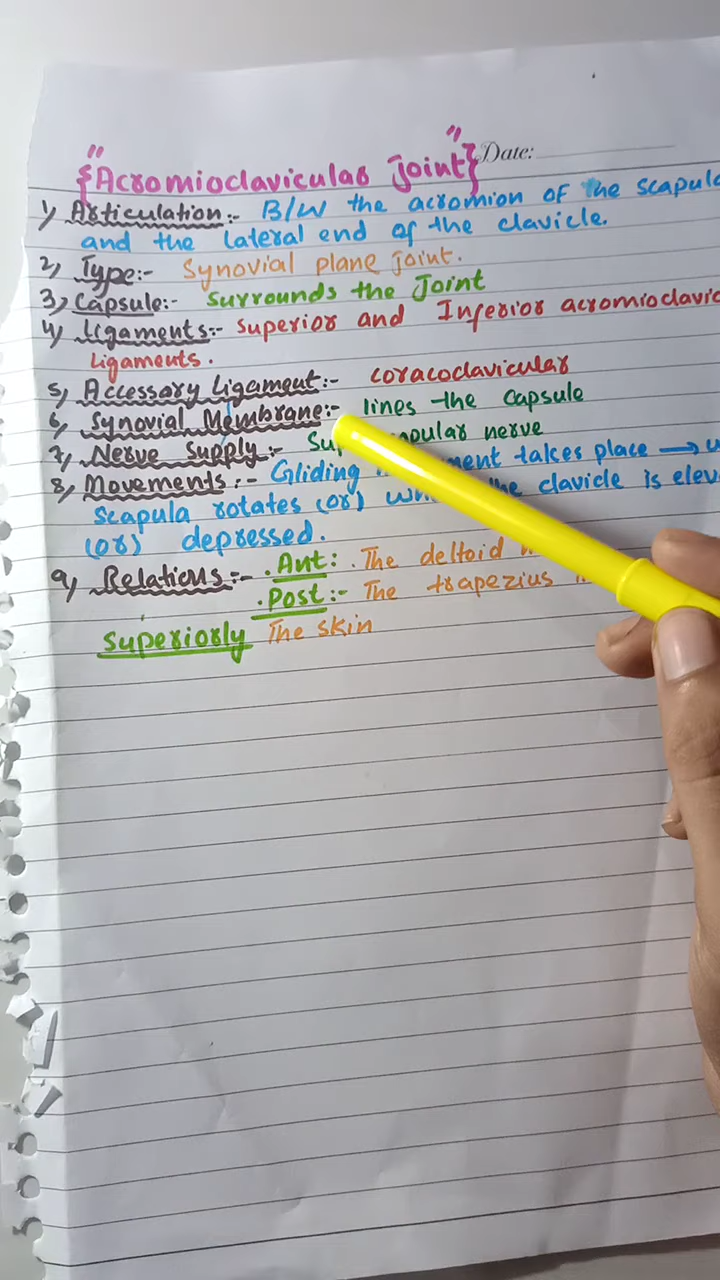 "{Acromioclavicular Joint}" Date:
1) Articulation:- B/W the acromion of the scapula
and the lateral end of the clavicle.
2) Type:- Synovial plane joint.
3) Capsule:- Surrounds the Joint
4) Ligaments:- Superior and Inferior acromioclavic
Ligaments.
5) Accessory Ligament:- coracoclavicular
6) Synovial Membrane:- lines the capsule
7) Nerve Supply:- nerve
8) Movements:- Gliding takes place →
scapula rotates (or) the clavicle is elev
(or) depressed.
9) Relations:- .Ant: .The deltoid
.Post:- The trapezius
Superiorly The skin